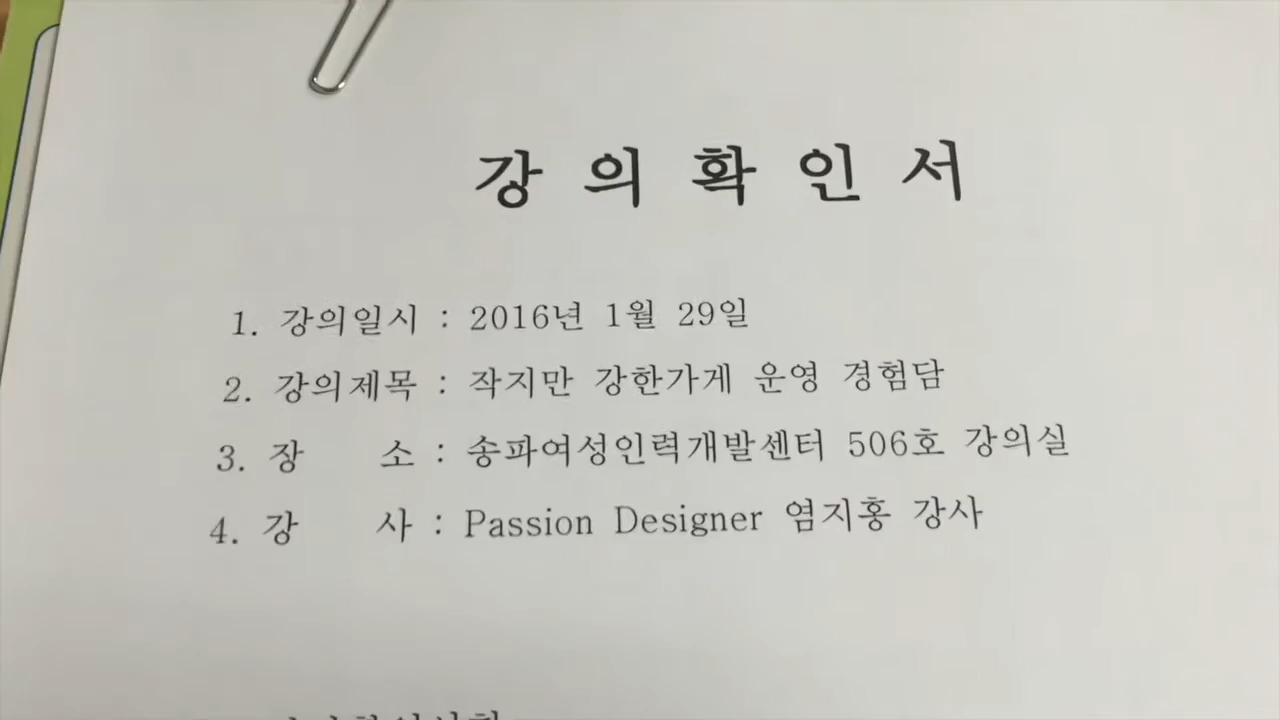 강 의 확 인 서
1. 강의일시 : 2016년 1월 29일
2. 강의제목 : 작지만 강한가게 운영 경험담
3. 장 소 : 송파여성인력개발센터 506호 강의실
4. 강 사 : Passion Designer 염지홍 강사